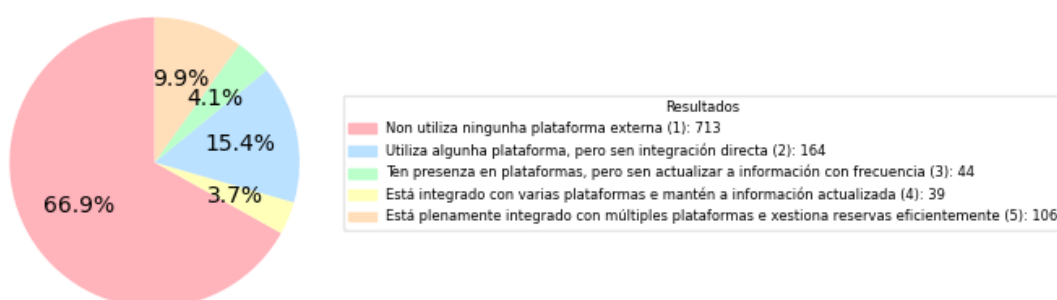 9.9%
4.1%
15.4%
3.7%
66.9%
Resultados
Non utiliza ningunha plataforma externa (1): 713
Utiliza algunha plataforma, pero sen integración directa (2): 164
Ten presenza en plataformas, pero sen actualizar a información con frecuencia (3): 44
Está integrado con varias plataformas e mantén a información actualizada (4): 39
Está plenamente integrado con múltiples plataformas e xestiona reservas eficientemente (5): 106